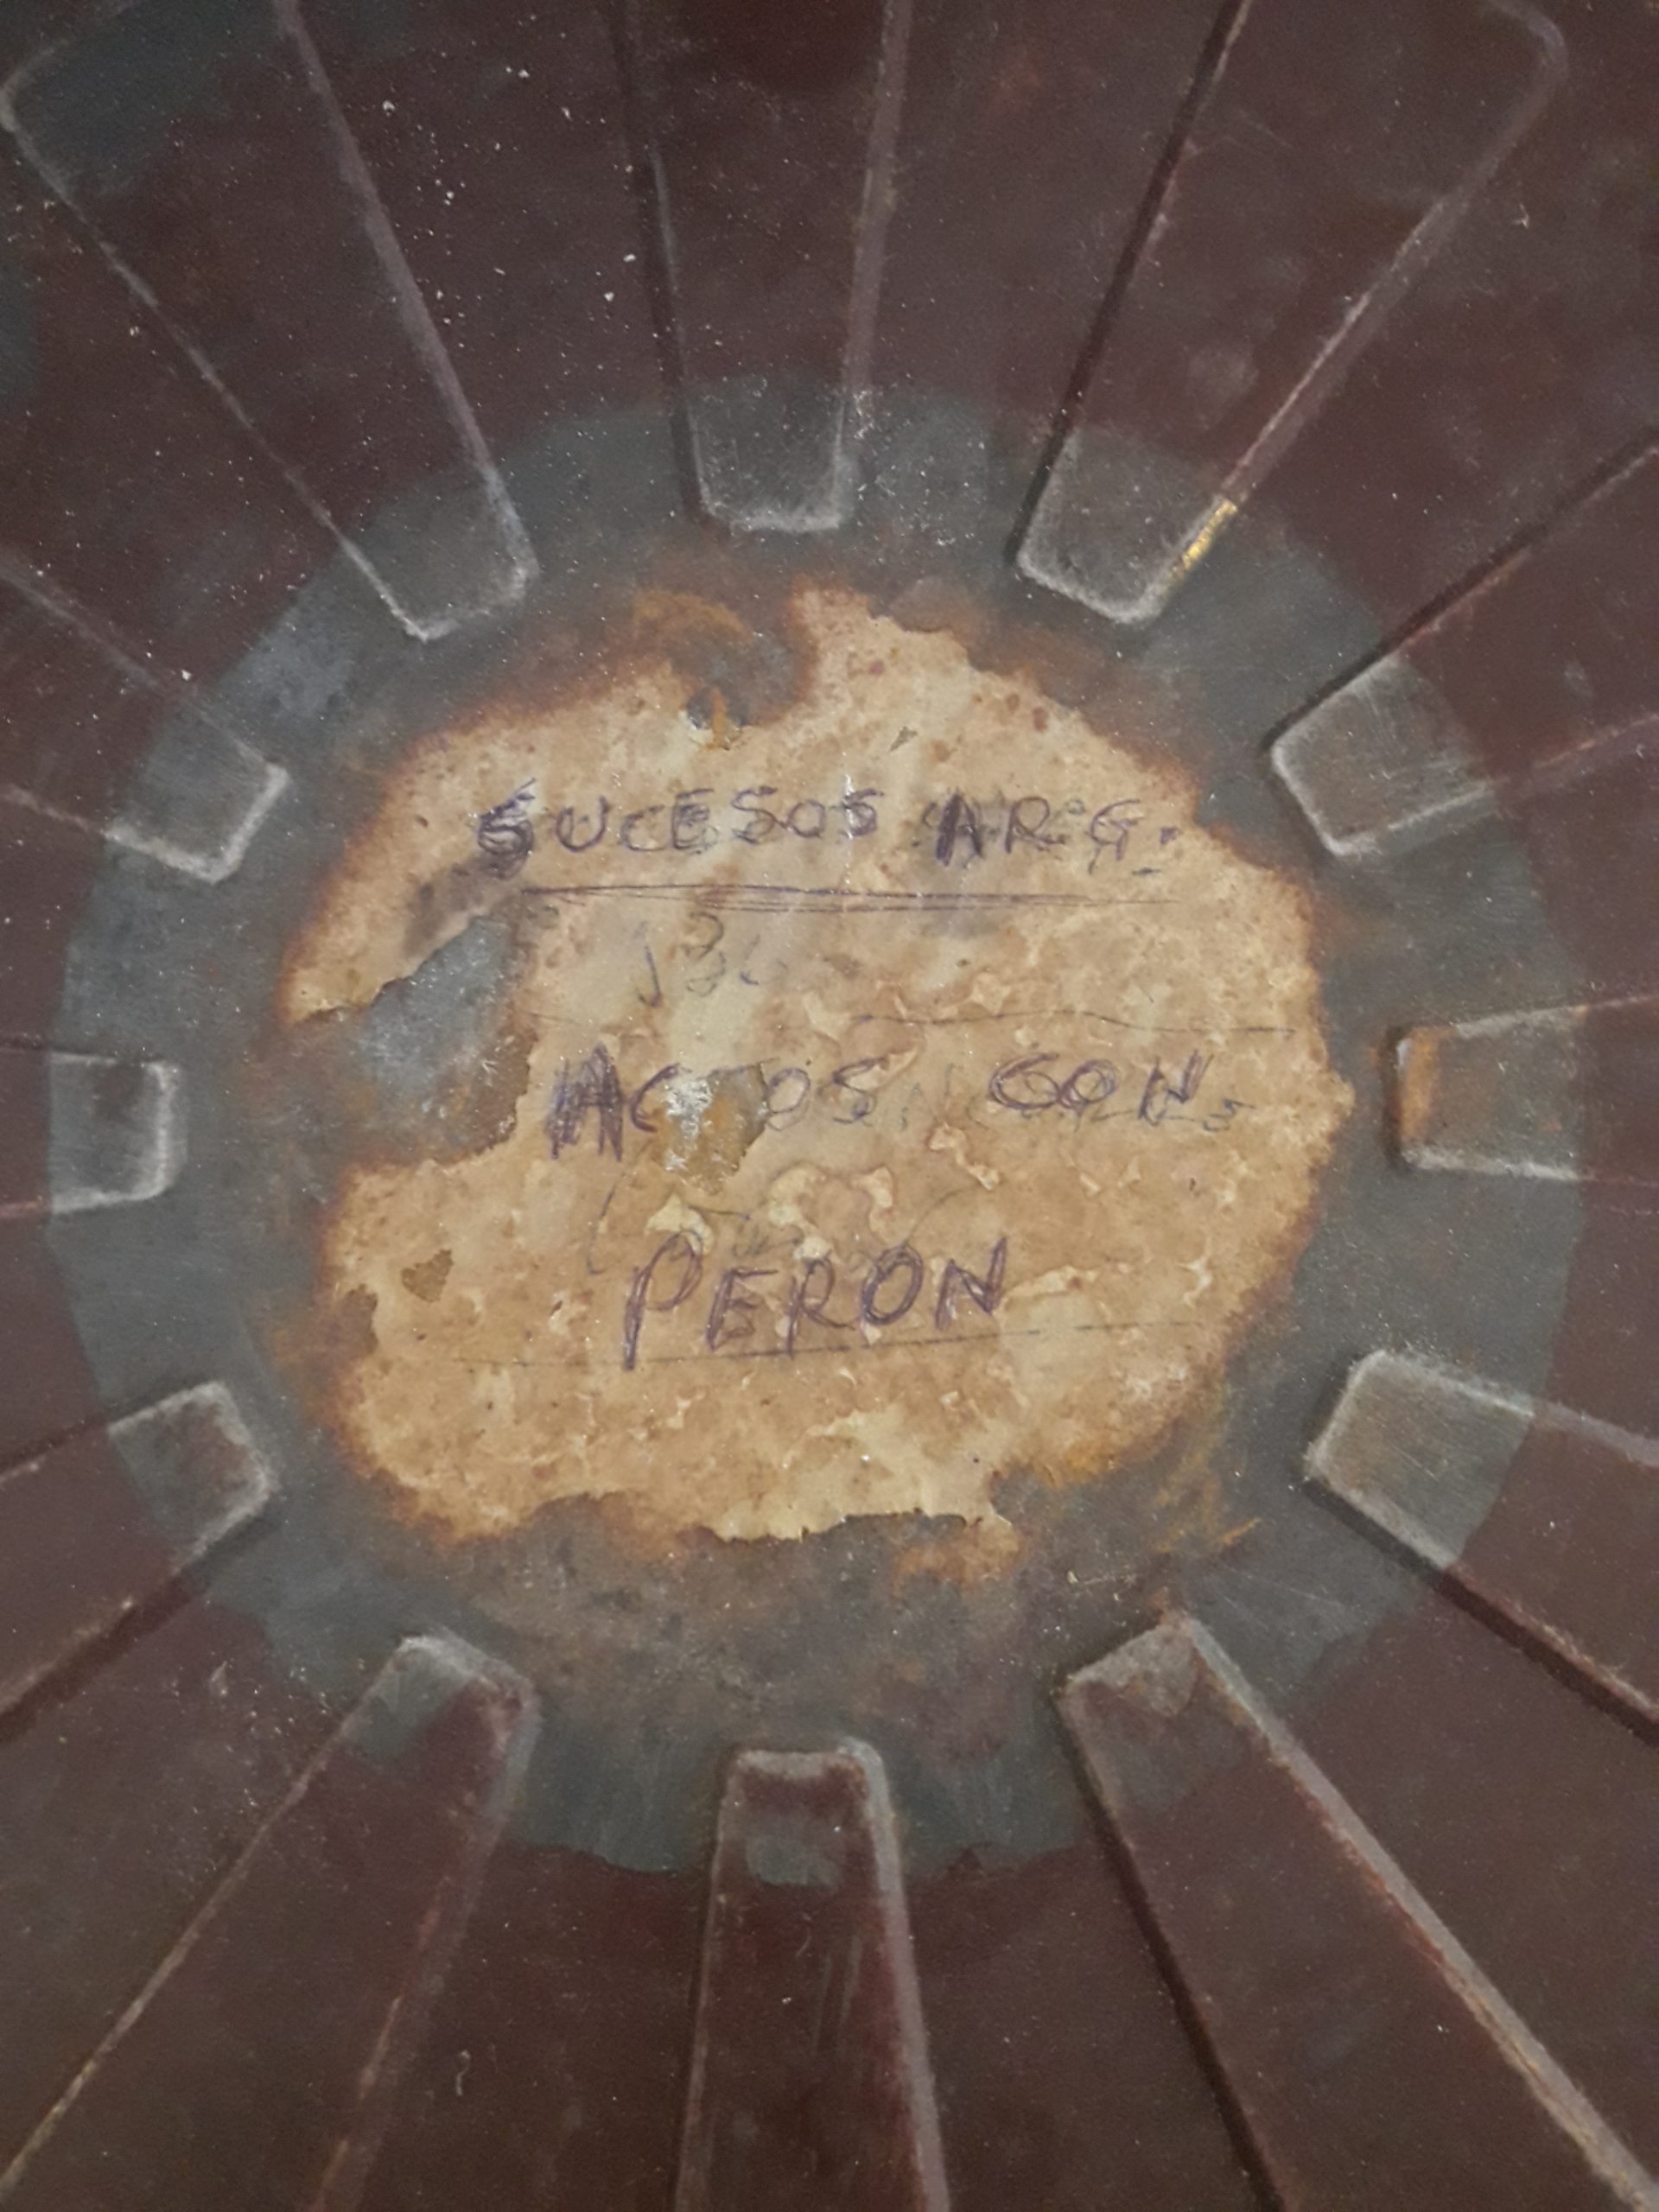 SUCESOS ARG.
ACTOS CON
PERON